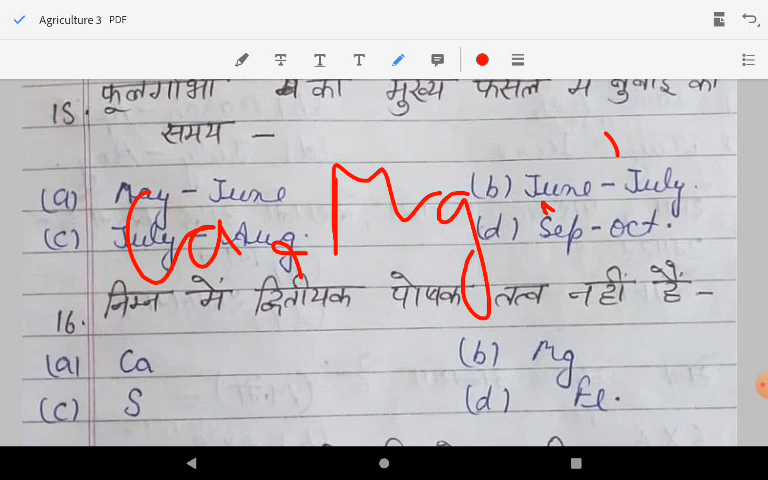 Agriculture 3 PDF
15. फूलगोभी का मुख्य फसल में बुवाई का
समय –
(a) May - June (b) June - July.
(c) July - Aug. (d) Sep - oct.
Ca Mg
16. निम्न में द्वितीयक पोषक तत्व नहीं हैं –
(a) Ca (b) Mg
(c) S (d) Fe.